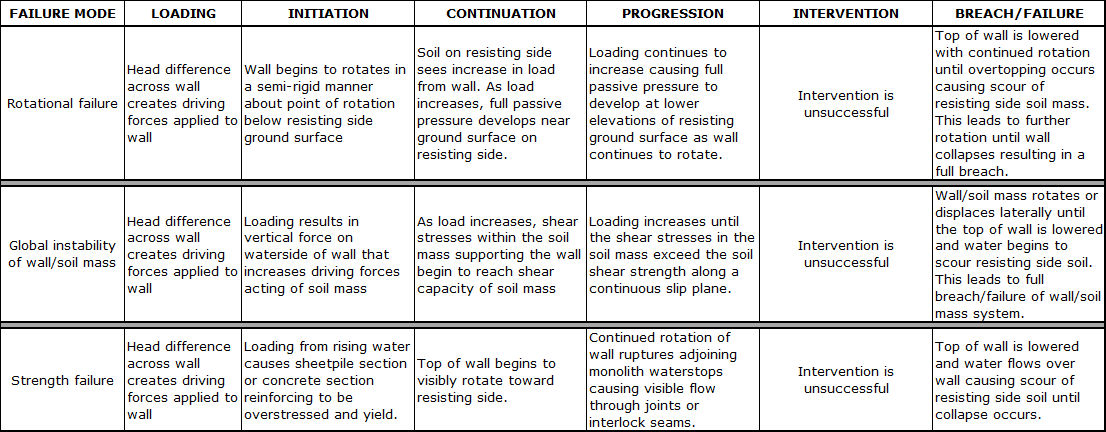 FAILURE MODE
LOADING
INITIATION
CONTINUATION
PROGRESSION
INTERVENTION
BREACH/FAILURE
Rotational failure
Head difference
across wall
creates driving
forces applied to
wall
Wall begins to rotates in
a semi-rigid manner
about point of rotation
below resisting side
ground surface
Soil on resisting side
sees increase in load
from wall. As load
increases, full passive
pressure develops near
ground surface on
resisting side.
Loading continues to
increase causing full
passive pressure to
develop at lower
elevations of resisting
ground surface as wall
continues to rotate.
Intervention is
unsuccessful
Top of wall is lowered
with continued rotation
until overtopping occurs
causing scour of
resisting side soil mass.
This leads to further
rotation until wall
collapses resulting in a
full breach.
Global instability
of wall/soil mass
Head difference
across wall
creates driving
forces applied to
wall
Loading results in
vertical force on
waterside of wall that
increases driving forces
acting of soil mass
As load increases, shear
stresses within the soil
mass supporting the wall
begin to reach shear
capacity of soil mass
Loading increases until
the shear stresses in the
soil mass exceed the soil
shear strength along a
continuous slip plane.
Intervention is
unsuccessful
Wall/soil mass rotates or
displaces laterally until
the top of wall is lowered
and water begins to
scour resisting side soil.
This leads to full
breach/failure of wall/soil
mass system.
Strength failure
Head difference
across wall
creates driving
forces applied to
wall
Loading from rising water
causes sheetpile section
or concrete section
reinforcing to be
overstressed and yield.
Top of wall begins to
visibly rotate toward
resisting side.
Continued rotation of
wall ruptures adjoining
monolith waterstops
causing visible flow
through joints or
interlock seams.
Intervention is
unsuccessful
Top of wall is lowered
and water flows over
wall causing scour of
resisting side soil until
collapse occurs.